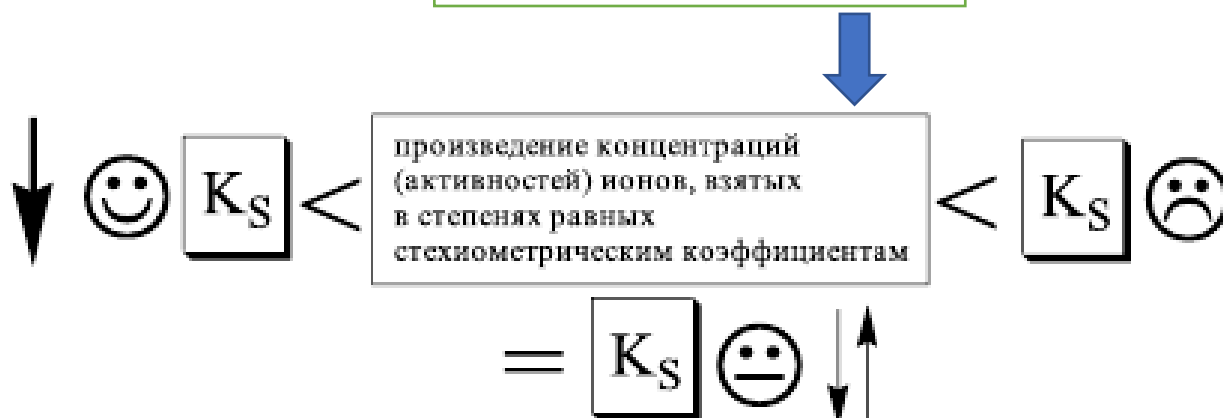 K_S < произведение концентраций
(активностей) ионов, взятых
в степенях равных
стехиометрическим коэффициентам
< K_S
= K_S